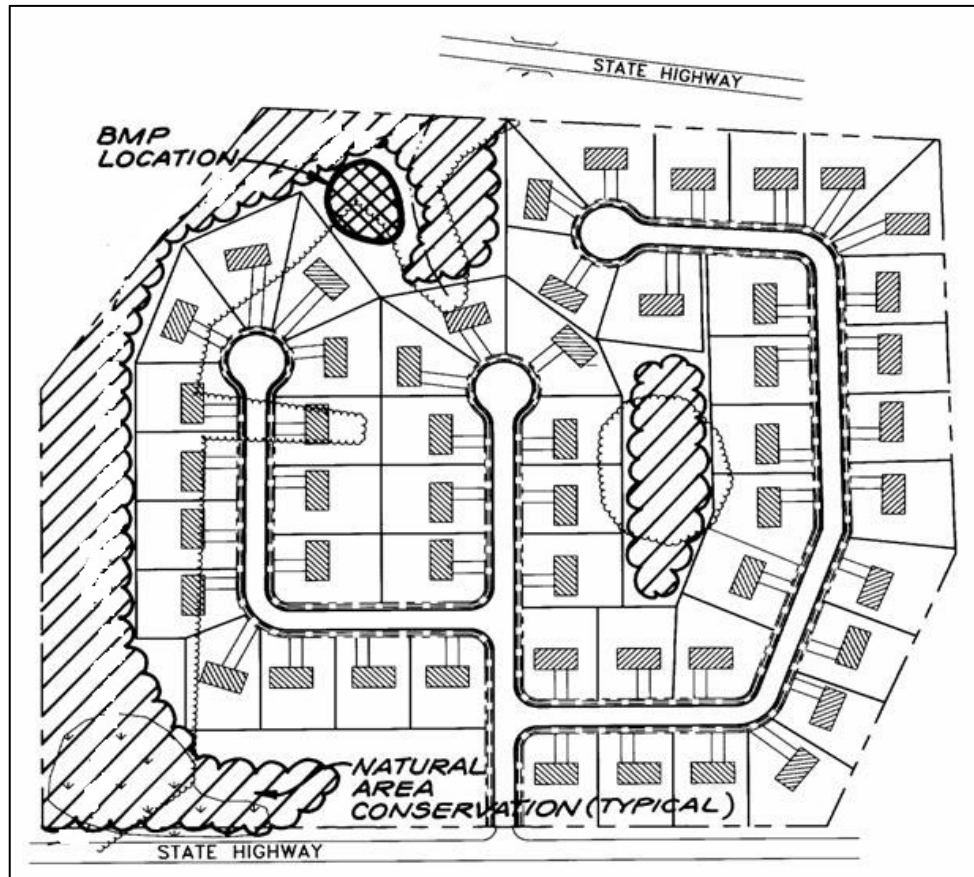 STATE HIGHWAY
BMP
LOCATION
NATURAL
AREA
CONSERVATION (TYPICAL)
STATE HIGHWAY